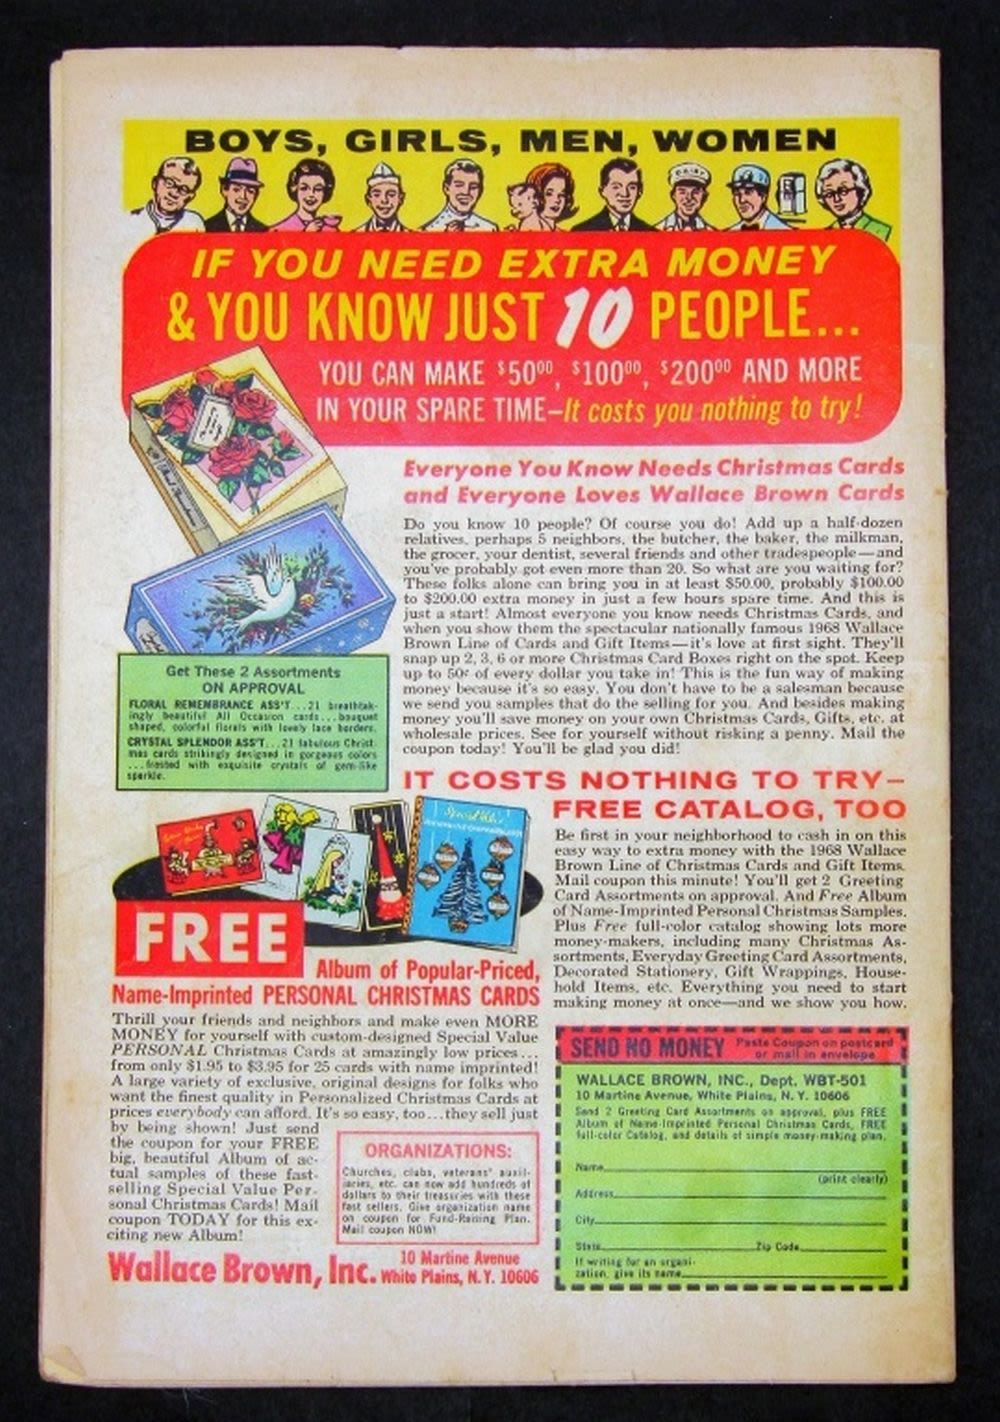 BOYS, GIRLS, MEN, WOMEN
DAISY
IF YOU NEED EXTRA MONEY
& YOU KNOW JUST 10 PEOPLE...
YOU CAN MAKE $50⁰⁰, $100⁰⁰, $200⁰⁰ AND MORE
IN YOUR SPARE TIME—It costs you nothing to try!
Everyone You Know Needs Christmas Cards
and Everyone Loves Wallace Brown Cards
Do you know 10 people? Of course you do! Add up a half-dozen
relatives, perhaps 5 neighbors, the butcher, the baker, the milkman,
the grocer, your dentist, several friends and other tradespeople—and
you've probably got even more than 20. So what are you waiting for?
These folks alone can bring you in at least $50.00, probably $100.00
to $200.00 extra money in just a few hours spare time. And this is
just a start! Almost everyone you know needs Christmas Cards, and
when you show them the spectacular nationally famous 1968 Wallace
Brown Line of Cards and Gift Items—it's love at first sight. They'll
snap up 2, 3, 6 or more Christmas Card Boxes right on the spot. Keep
up to 50¢ of every dollar you take in! This is the fun way of making
money because it's so easy. You don't have to be a salesman because
we send you samples that do the selling for you. And besides making
money you'll save money on your own Christmas Cards, Gifts, etc. at
wholesale prices. See for yourself without risking a penny. Mail the
coupon today! You'll be glad you did!
Get These 2 Assortments
ON APPROVAL
FLORAL REMEMBRANCE ASS'T...21 breathtak-
ingly beautiful All Occasion cards...bouquet
shaped, colorful florals with lovely lace borders.
CRYSTAL SPLENDOR ASS'T...21 fabulous Christ-
mas cards strikingly designed in gorgeous colors
...frosted with exquisite crystals of gem-like
sparkle.
IT COSTS NOTHING TO TRY—
FREE CATALOG, TOO
Be first in your neighborhood to cash in on this
easy way to extra money with the 1968 Wallace
Brown Line of Christmas Cards and Gift Items.
Mail coupon this minute! You'll get 2 Greeting
Card Assortments on approval. And Free Album
of Name-Imprinted Personal Christmas Samples.
Plus Free full-color catalog showing lots more
money-makers, including many Christmas As-
sortments, Everyday Greeting Card Assortments,
Decorated Stationery, Gift Wrappings, House-
hold Items, etc. Everything you need to start
making money at once—and we show you how.
Special Value
FREE
Album of Popular-Priced,
Name-Imprinted PERSONAL CHRISTMAS CARDS
Thrill your friends and neighbors and make even MORE
MONEY for yourself with custom-designed Special Value
PERSONAL Christmas Cards at amazingly low prices...
from only $1.95 to $3.95 for 25 cards with name imprinted!
A large variety of exclusive, original designs for folks who
want the finest quality in Personalized Christmas Cards at
prices everybody can afford. It's so easy, too...they sell just
by being shown! Just send
the coupon for your FREE
big, beautiful Album of ac-
tual samples of these fast-
selling Special Value Per-
sonal Christmas Cards! Mail
coupon TODAY for this ex-
citing new Album!
ORGANIZATIONS:
Churches, clubs, veterans' auxil-
iaries, etc. can now add hundreds of
dollars to their treasuries with these
fast sellers. Give organization name
on coupon for Fund-Raising Plan.
Mail coupon NOW!
Wallace Brown, Inc.
10 Martine Avenue
White Plains, N.Y. 10606
SEND NO MONEY
Paste Coupon on postcard
or mail in envelope
WALLACE BROWN, INC., Dept. WBT-501
10 Martine Avenue, White Plains, N. Y. 10606
Send 2 Greeting Card Assortments on approval, plus FREE
Album of Name-Imprinted Personal Christmas Cards, FREE
full-color Catalog, and details of simple money-making plan.
Name
(print clearly)
Address
City
State Zip Code
If writing for an organi-
zation, give its name